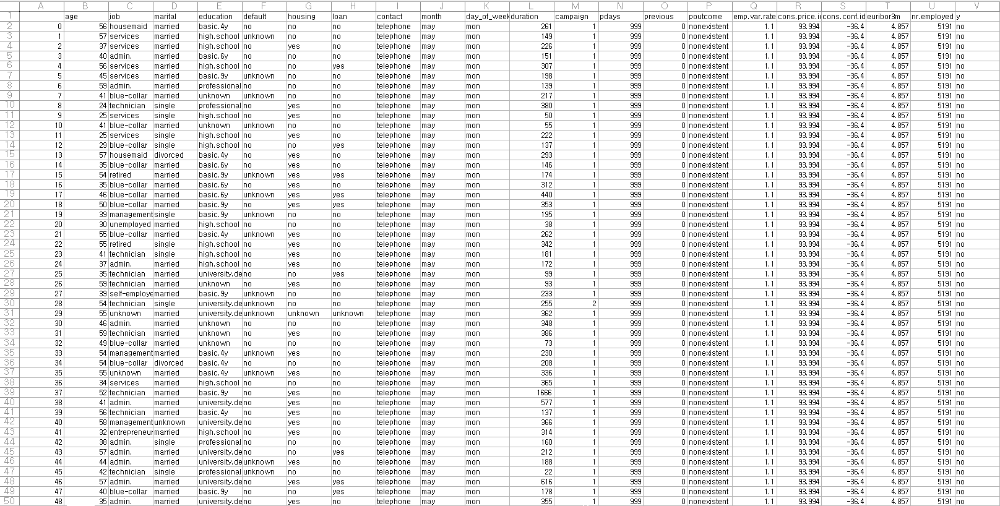 A B C D E F G H I J K L M N O P Q R S T U V
1 age job marital education default housing loan contact month day_of_week duration campaign pdays previous poutcome emp.var.rate cons.price.id cons.conf.id euribor3m nr.employed y
2 0 56 housemaid married basic.4y no no no telephone may mon 261 1 999 0 nonexistent 1.1 93.994 -36.4 4.857 5191 no
3 1 57 services married high.school unknown no no telephone may mon 149 1 999 0 nonexistent 1.1 93.994 -36.4 4.857 5191 no
4 2 37 services married high.school no yes no telephone may mon 226 1 999 0 nonexistent 1.1 93.994 -36.4 4.857 5191 no
5 3 40 admin. married basic.6y no no no telephone may mon 151 1 999 0 nonexistent 1.1 93.994 -36.4 4.857 5191 no
6 4 56 services married high.school no no yes telephone may mon 307 1 999 0 nonexistent 1.1 93.994 -36.4 4.857 5191 no
7 5 45 services married basic.9y unknown no no telephone may mon 198 1 999 0 nonexistent 1.1 93.994 -36.4 4.857 5191 no
8 6 59 admin. married professional no no no telephone may mon 139 1 999 0 nonexistent 1.1 93.994 -36.4 4.857 5191 no
9 7 41 blue-collar married unknown unknown no no telephone may mon 217 1 999 0 nonexistent 1.1 93.994 -36.4 4.857 5191 no
10 8 24 technician single professional no yes no telephone may mon 380 1 999 0 nonexistent 1.1 93.994 -36.4 4.857 5191 no
11 9 25 services single high.school no yes no telephone may mon 50 1 999 0 nonexistent 1.1 93.994 -36.4 4.857 5191 no
12 10 41 blue-collar married unknown unknown no no telephone may mon 55 1 999 0 nonexistent 1.1 93.994 -36.4 4.857 5191 no
13 11 25 services single high.school no yes no telephone may mon 222 1 999 0 nonexistent 1.1 93.994 -36.4 4.857 5191 no
14 12 29 blue-collar single high.school no no yes telephone may mon 137 1 999 0 nonexistent 1.1 93.994 -36.4 4.857 5191 no
15 13 57 housemaid divorced basic.4y no yes no telephone may mon 293 1 999 0 nonexistent 1.1 93.994 -36.4 4.857 5191 no
16 14 35 blue-collar married basic.6y no yes no telephone may mon 146 1 999 0 nonexistent 1.1 93.994 -36.4 4.857 5191 no
17 15 54 retired married basic.9y unknown yes yes telephone may mon 174 1 999 0 nonexistent 1.1 93.994 -36.4 4.857 5191 no
18 16 35 blue-collar married basic.6y no yes no telephone may mon 312 1 999 0 nonexistent 1.1 93.994 -36.4 4.857 5191 no
19 17 46 blue-collar married basic.6y unknown yes yes telephone may mon 440 1 999 0 nonexistent 1.1 93.994 -36.4 4.857 5191 no
20 18 50 blue-collar married basic.9y no yes yes telephone may mon 353 1 999 0 nonexistent 1.1 93.994 -36.4 4.857 5191 no
21 19 39 management single basic.9y unknown no no telephone may mon 195 1 999 0 nonexistent 1.1 93.994 -36.4 4.857 5191 no
22 20 30 unemployed married high.school no no no telephone may mon 38 1 999 0 nonexistent 1.1 93.994 -36.4 4.857 5191 no
23 21 55 blue-collar married basic.4y unknown yes no telephone may mon 262 1 999 0 nonexistent 1.1 93.994 -36.4 4.857 5191 no
24 22 55 retired single high.school no yes no telephone may mon 342 1 999 0 nonexistent 1.1 93.994 -36.4 4.857 5191 no
25 23 41 technician single high.school no yes no telephone may mon 181 1 999 0 nonexistent 1.1 93.994 -36.4 4.857 5191 no
26 24 37 admin. married high.school no yes no telephone may mon 172 1 999 0 nonexistent 1.1 93.994 -36.4 4.857 5191 no
27 25 35 technician married university.de no no yes telephone may mon 99 1 999 0 nonexistent 1.1 93.994 -36.4 4.857 5191 no
28 26 59 technician married unknown no yes no telephone may mon 93 1 999 0 nonexistent 1.1 93.994 -36.4 4.857 5191 no
29 27 39 self-employe married basic.9y unknown no no telephone may mon 233 1 999 0 nonexistent 1.1 93.994 -36.4 4.857 5191 no
30 28 54 technician single university.de unknown no no telephone may mon 255 2 999 0 nonexistent 1.1 93.994 -36.4 4.857 5191 no
31 29 55 unknown married university.de unknown unknown unknown telephone may mon 362 1 999 0 nonexistent 1.1 93.994 -36.4 4.857 5191 no
32 30 46 admin. married unknown no no no telephone may mon 348 1 999 0 nonexistent 1.1 93.994 -36.4 4.857 5191 no
33 31 59 technician married unknown no yes no telephone may mon 386 1 999 0 nonexistent 1.1 93.994 -36.4 4.857 5191 no
34 32 49 blue-collar married unknown no no no telephone may mon 73 1 999 0 nonexistent 1.1 93.994 -36.4 4.857 5191 no
35 33 54 management married basic.4y unknown yes no telephone may mon 230 1 999 0 nonexistent 1.1 93.994 -36.4 4.857 5191 no
36 34 54 blue-collar divorced basic.4y no no no telephone may mon 208 1 999 0 nonexistent 1.1 93.994 -36.4 4.857 5191 no
37 35 55 unknown married basic.4y unknown yes no telephone may mon 336 1 999 0 nonexistent 1.1 93.994 -36.4 4.857 5191 no
38 36 34 services married high.school no no no telephone may mon 365 1 999 0 nonexistent 1.1 93.994 -36.4 4.857 5191 no
39 37 52 technician married basic.9y no yes no telephone may mon 1666 1 999 0 nonexistent 1.1 93.994 -36.4 4.857 5191 no
40 38 41 admin. married university.de no yes no telephone may mon 577 1 999 0 nonexistent 1.1 93.994 -36.4 4.857 5191 no
41 39 56 technician married basic.4y no yes no telephone may mon 137 1 999 0 nonexistent 1.1 93.994 -36.4 4.857 5191 no
42 40 58 management unknown university.de no yes no telephone may mon 366 1 999 0 nonexistent 1.1 93.994 -36.4 4.857 5191 no
43 41 32 entrepreneur married high.school no yes no telephone may mon 314 1 999 0 nonexistent 1.1 93.994 -36.4 4.857 5191 no
44 42 38 admin. single professional no no no telephone may mon 160 1 999 0 nonexistent 1.1 93.994 -36.4 4.857 5191 no
45 43 57 admin. married university.de no no yes telephone may mon 212 1 999 0 nonexistent 1.1 93.994 -36.4 4.857 5191 no
46 44 44 admin. married university.de unknown yes no telephone may mon 188 1 999 0 nonexistent 1.1 93.994 -36.4 4.857 5191 no
47 45 42 technician single professional unknown no no telephone may mon 22 1 999 0 nonexistent 1.1 93.994 -36.4 4.857 5191 no
48 46 57 admin. married university.de no yes yes telephone may mon 616 1 999 0 nonexistent 1.1 93.994 -36.4 4.857 5191 no
49 47 40 blue-collar married basic.9y no no yes telephone may mon 178 1 999 0 nonexistent 1.1 93.994 -36.4 4.857 5191 no
50 48 35 admin. married university.de no yes no telephone may mon 355 1 999 0 nonexistent 1.1 93.994 -36.4 4.857 5191 no